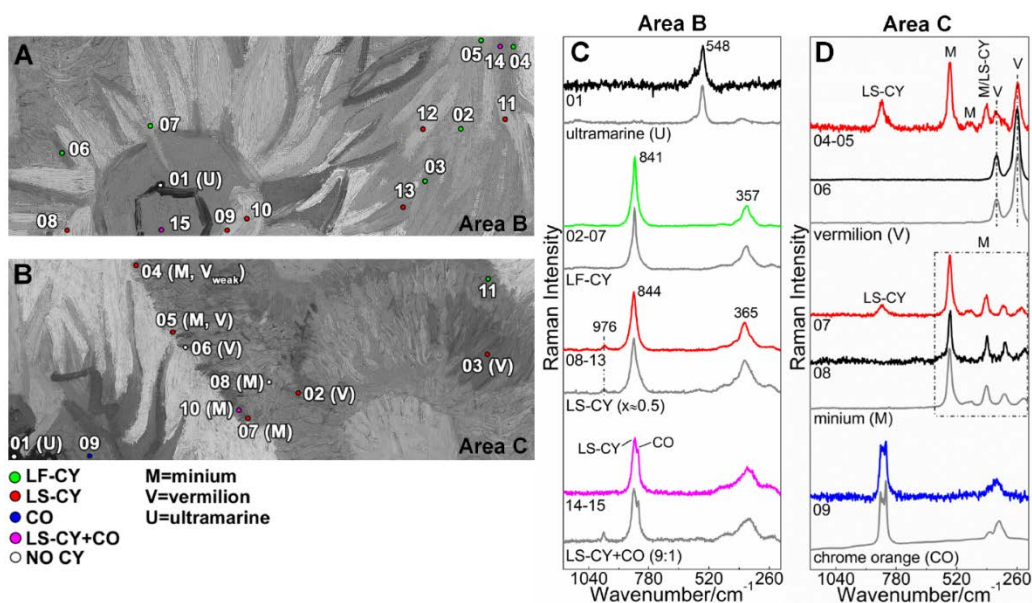 A
05
14 04
07
12 02
11
06
03
01 (U)
13
10
08
15
09
Area B
B
04 (M, Vweak)
11
05 (M, V)
06 (V)
03 (V)
08 (M)
02 (V)
10 (M)
07 (M)
01 (U) 09
Area C
LF-CY
LS-CY
CO
LS-CY+CO
NO CY
M=minium
V=vermilion
U=ultramarine
Area B
C
548
01
ultramarine (U)
841
357
02-07
LF-CY
844
365
976
08-13
LS-CY (x≈0.5)
LS-CY
CO
14-15
LS-CY+CO (9:1)
Raman Intensity
1040 780 520 260
Wavenumber/cm-1
Area C
D
M
M/LS-CY
V
LS-CY
V
M
04-05
06
vermilion (V)
M
LS-CY
07
08
minium (M)
09
chrome orange (CO)
Raman Intensity
1040 780 520 260
Wavenumber/cm-1